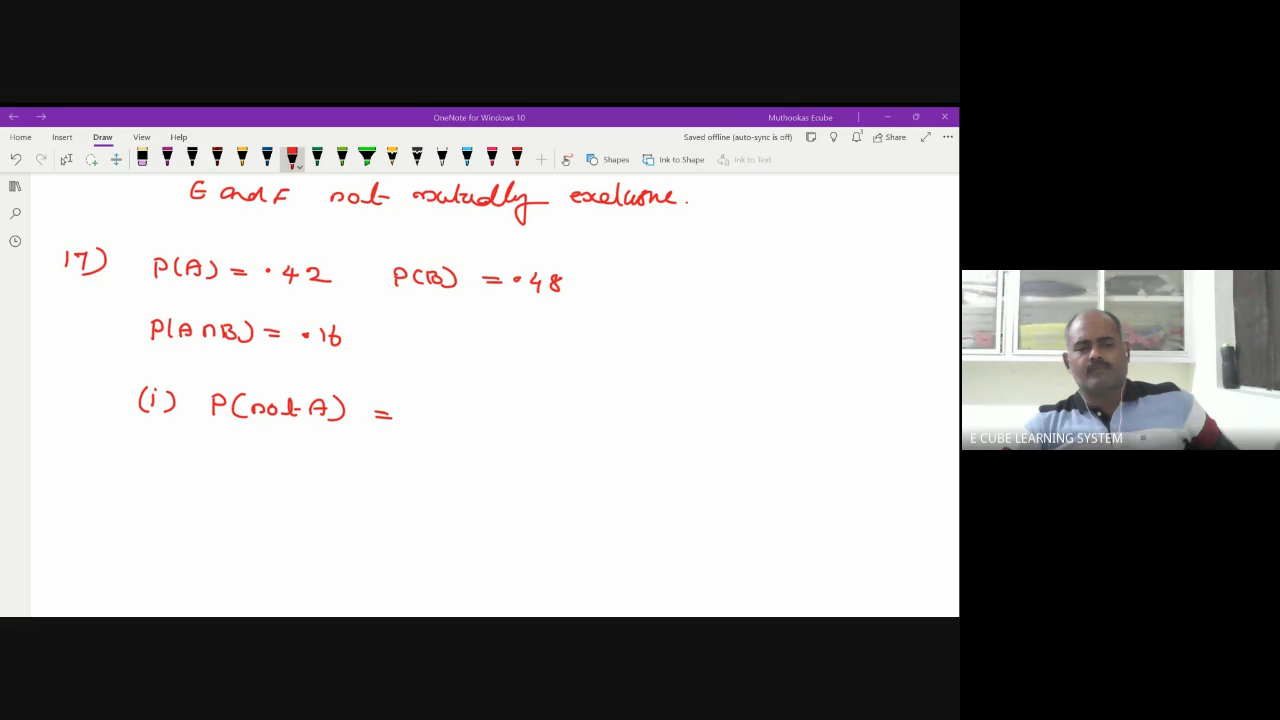 OneNote for Windows 10
Muthookas Ecube
Home Insert Draw View Help
Saved offline (auto-sync is off)
Share
Shapes
Ink to Shape
Ink to Text
E and F not mutually exclusive.
17) P(A) = .42 P(B) = .48
P(A∩B) = .16
(i) P(not A) =
E CUBE LEARNING SYSTEM